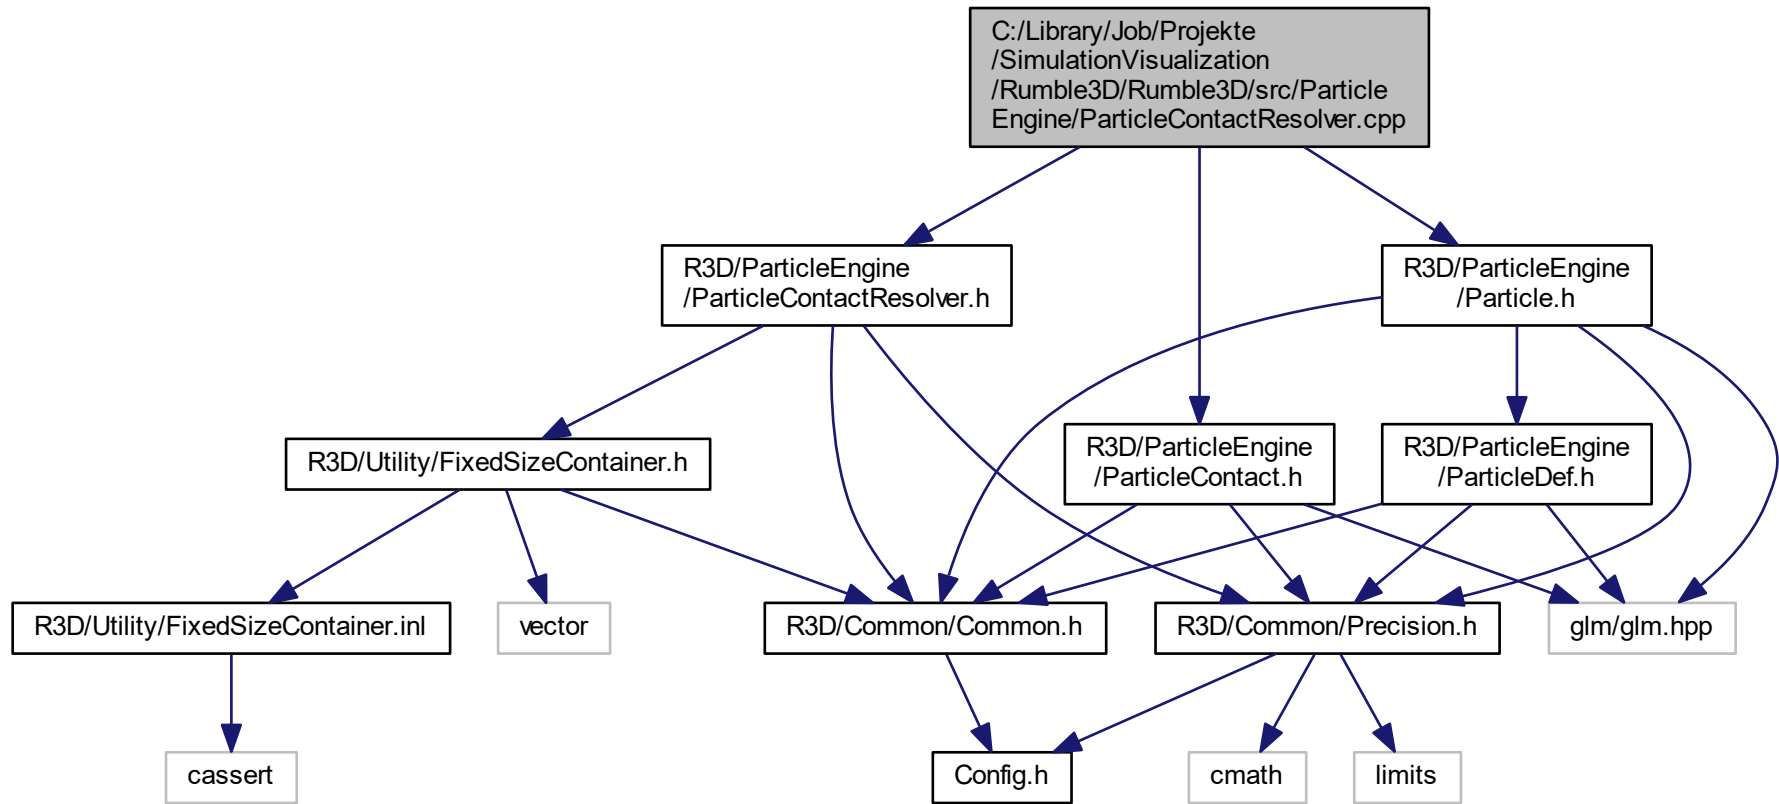 C:/Library/Job/Projekte
/SimulationVisualization
/Rumble3D/Rumble3D/src/Particle
Engine/ParticleContactResolver.cpp
R3D/ParticleEngine
/ParticleContactResolver.h
R3D/ParticleEngine
/Particle.h
R3D/Utility/FixedSizeContainer.h
R3D/ParticleEngine
/ParticleContact.h
R3D/ParticleEngine
/ParticleDef.h
R3D/Utility/FixedSizeContainer.inl
vector
R3D/Common/Common.h
R3D/Common/Precision.h
glm/glm.hpp
cassert
Config.h
cmath
limits